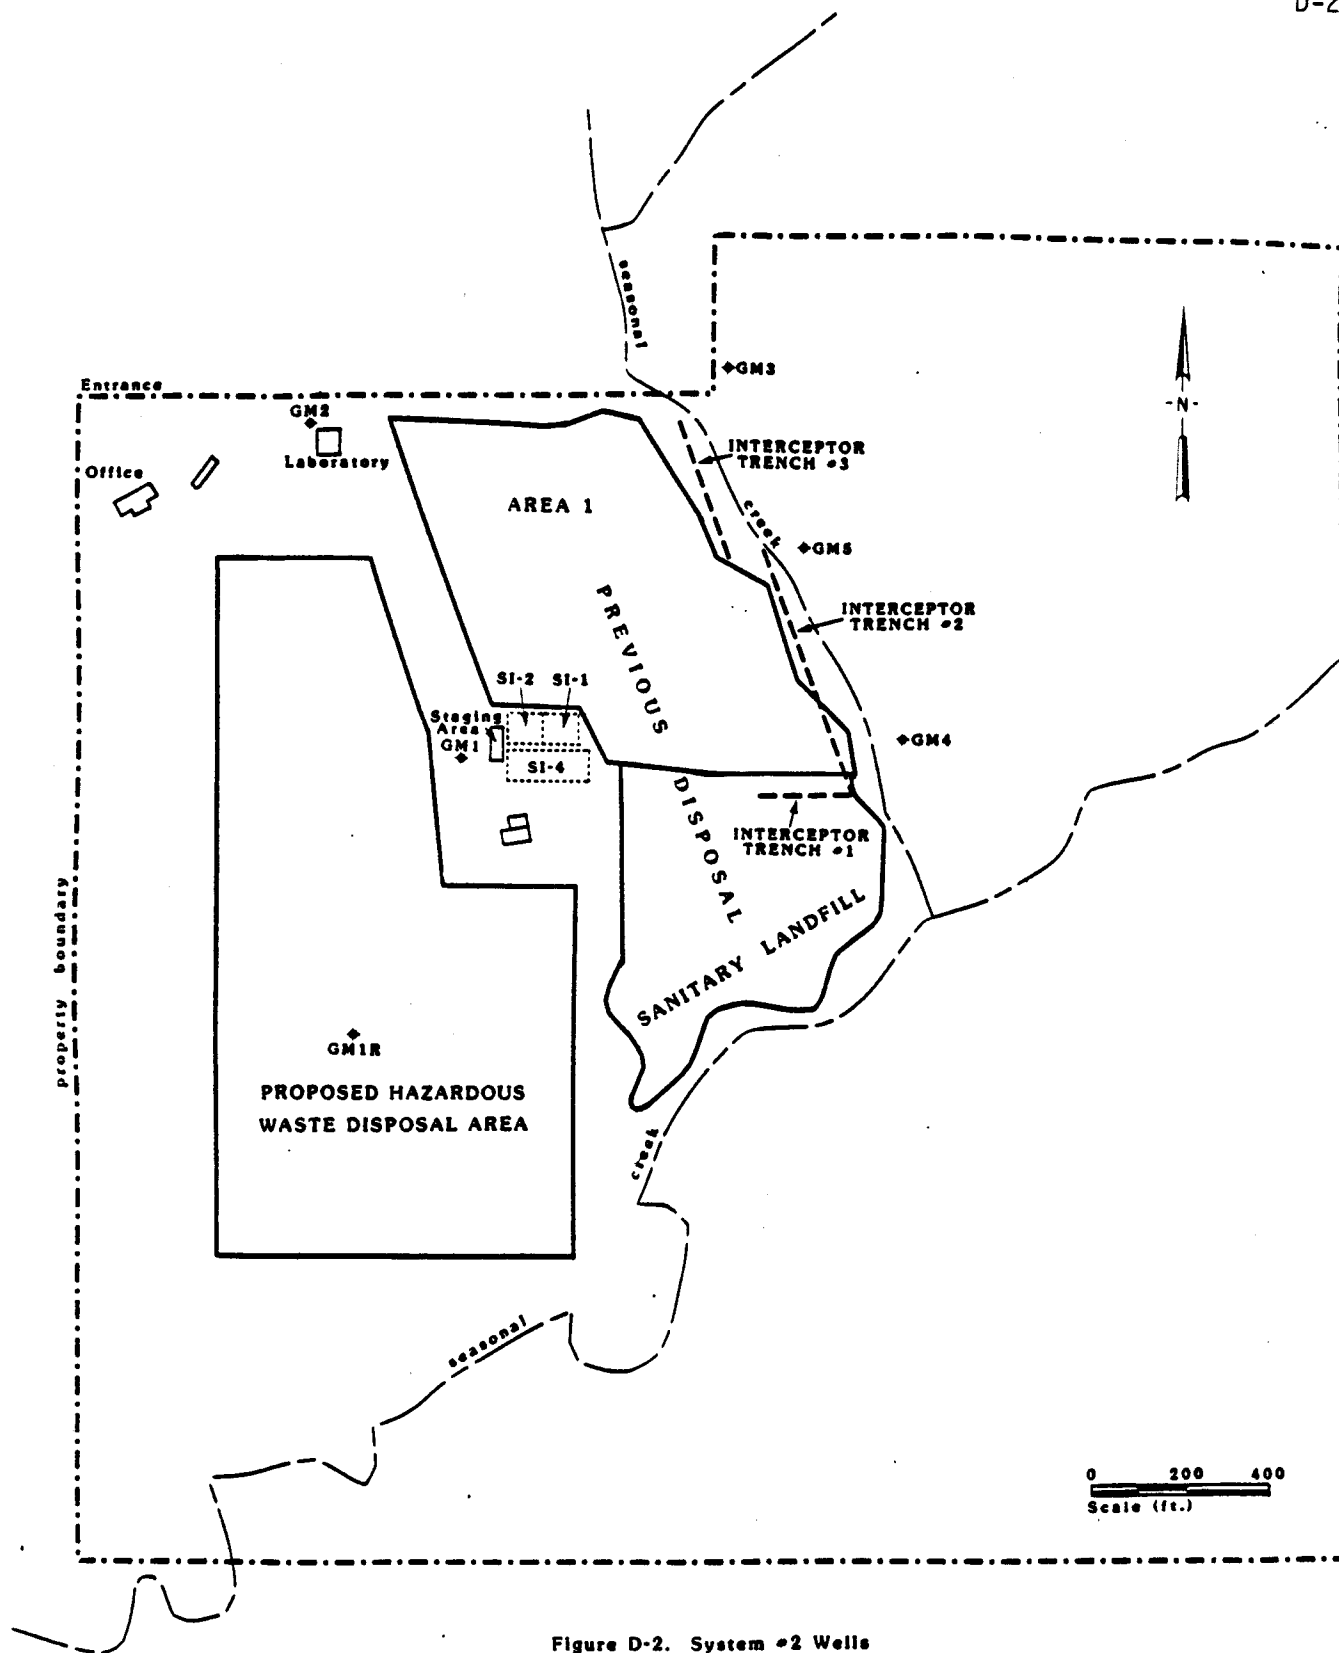 D-2
seasonal
GM3
Entrance
-N-
GM2
Laboratory
Office
INTERCEPTOR
TRENCH #3
AREA 1
creek
GM5
PREVIOUS
INTERCEPTOR
TRENCH #2
SI-2 SI-1
Staging
Area
GM1
SI-4
GM4
DISPOSAL
INTERCEPTOR
TRENCH #1
SANITARY LANDFILL
property boundary
GM1R
PROPOSED HAZARDOUS
WASTE DISPOSAL AREA
creek
seasonal
0 200 400
Scale (ft.)
Figure D-2. System #2 Wells